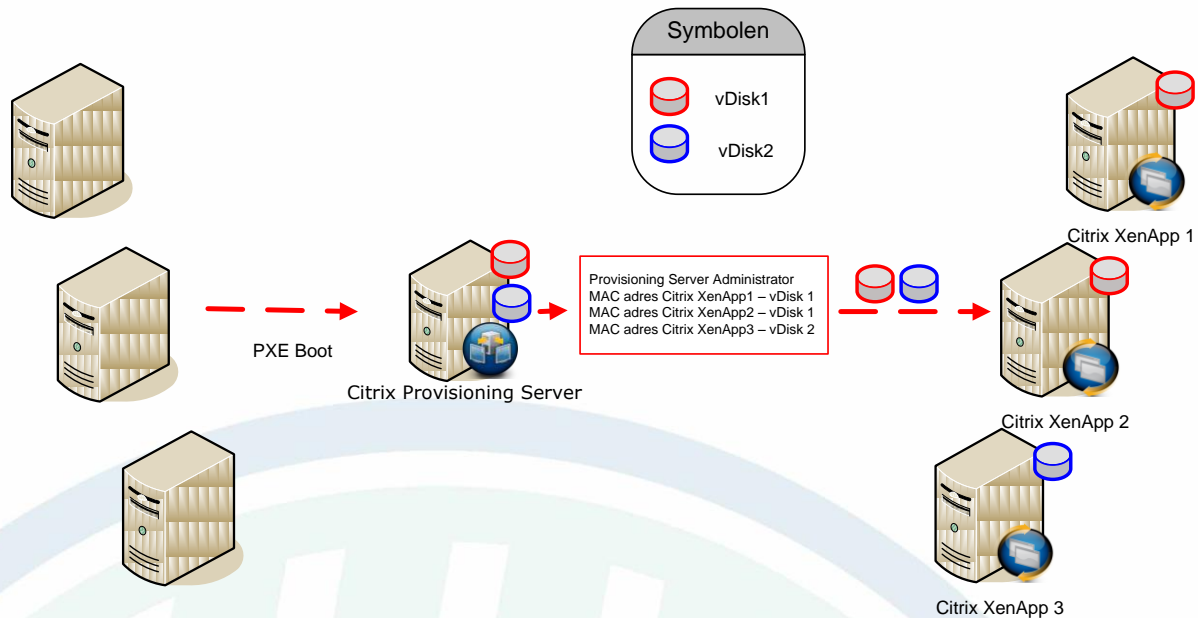 Symbolen
vDisk1
vDisk2
Citrix XenApp 1
PXE Boot
Citrix Provisioning Server
Provisioning Server Administrator
MAC adres Citrix XenApp1 – vDisk 1
MAC adres Citrix XenApp2 – vDisk 1
MAC adres Citrix XenApp3 – vDisk 2
Citrix XenApp 2
Citrix XenApp 3